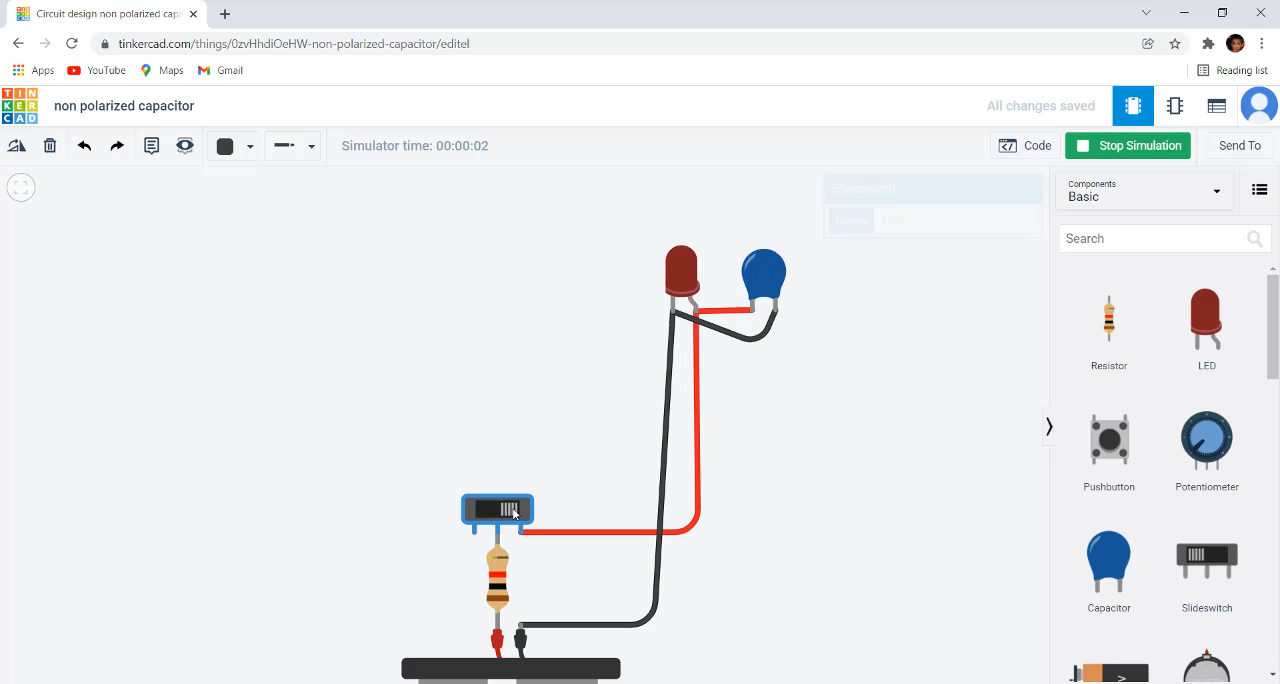 Circuit design non polarized cap
tinkercad.com/things/0zvHhdiOeHW-non-polarized-capacitor/editel
Apps
YouTube
Maps
Gmail
Reading list
TIN
KER
CAD
non polarized capacitor
All changes saved
Simulator time: 00:00:02
Code
Stop Simulation
Send To
Components
Basic
Search
Resistor
LED
Pushbutton
Potentiometer
Capacitor
Slideswitch